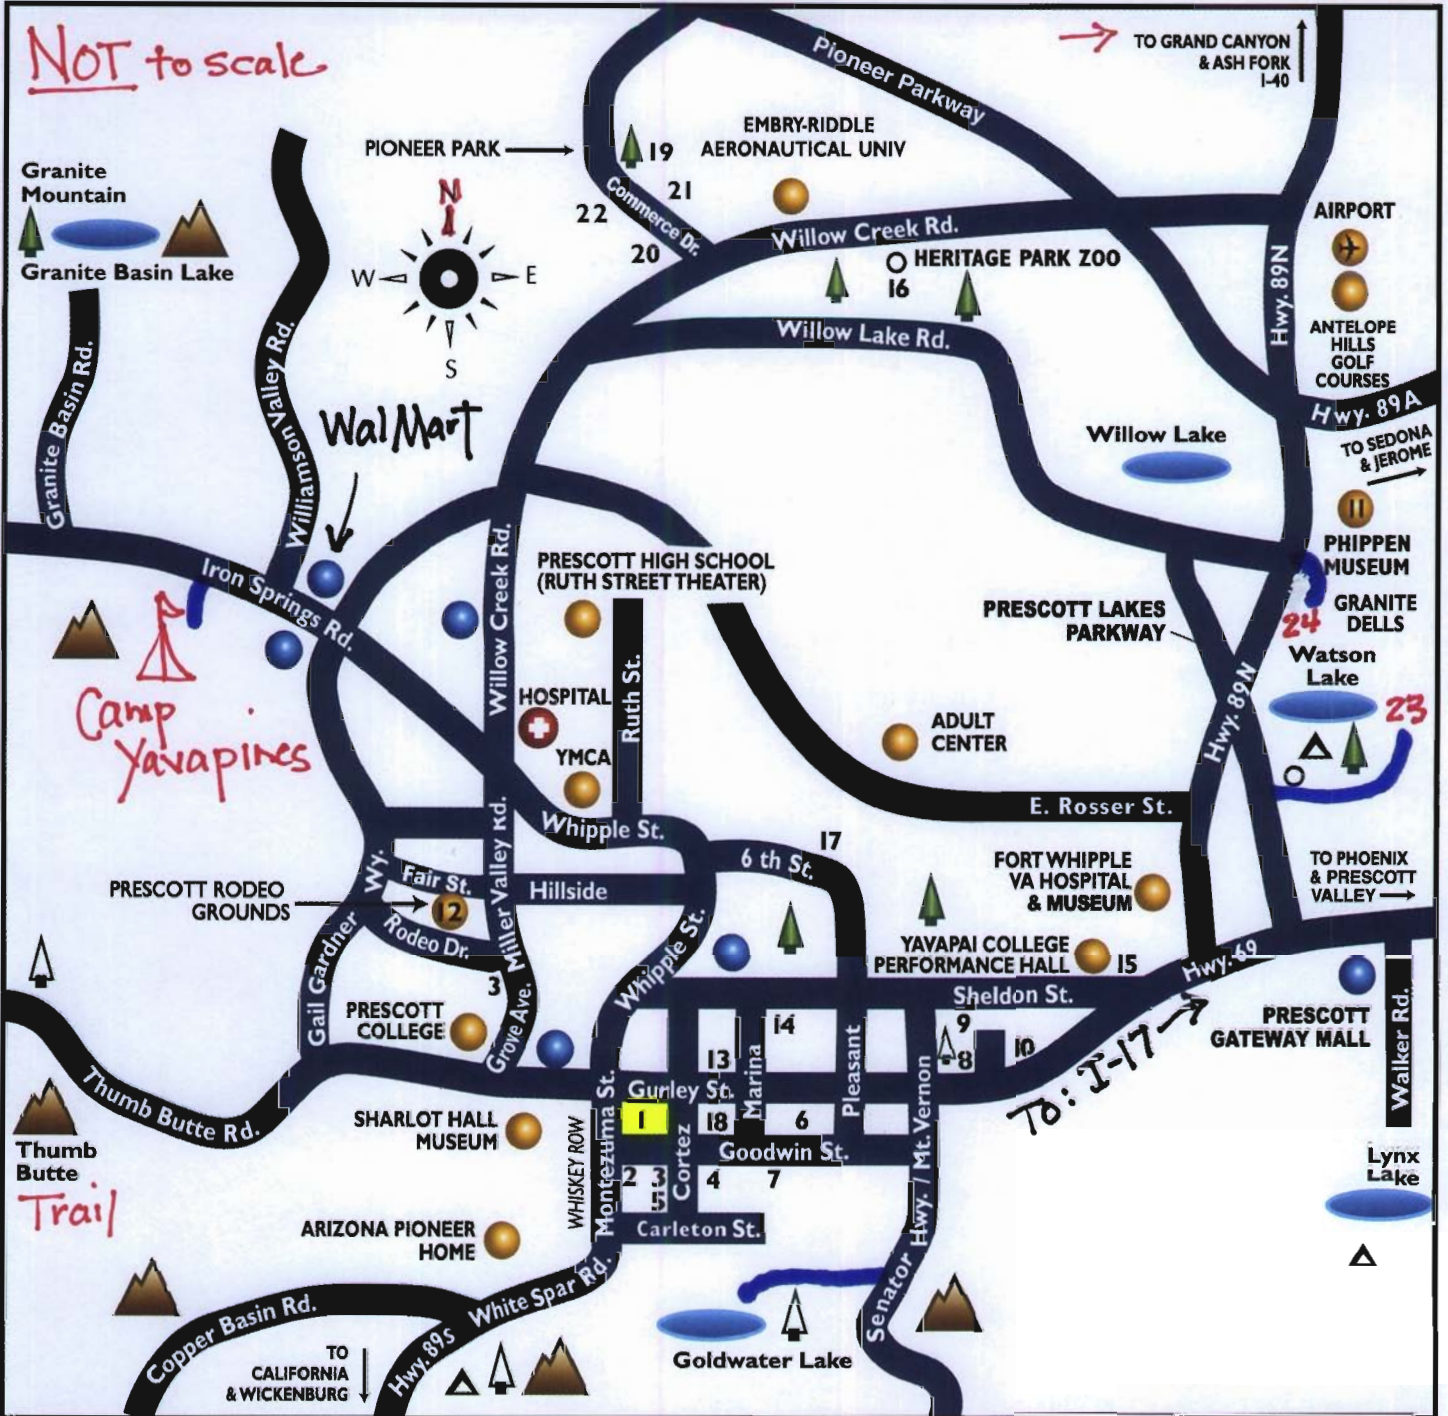 NOT to scale
TO GRAND CANYON
& ASH FORK
I-40
Pioneer Parkway
PIONEER PARK
19
EMBRY-RIDDLE
AERONAUTICAL UNIV
Granite
Mountain
Granite Basin Lake
N
W
E
S
Commerce Dr.
21
22
20
Willow Creek Rd.
HERITAGE PARK ZOO
16
AIRPORT
Hwy. 89N
ANTELOPE
HILLS
GOLF
COURSES
Willow Lake Rd.
Granite Basin Rd.
Williamson Valley Rd.
WalMart
Hwy. 89A
TO SEDONA
& JEROME
Willow Lake
11
PHIPPEN
MUSEUM
Iron Springs Rd.
Willow Creek Rd.
PRESCOTT HIGH SCHOOL
(RUTH STREET THEATER)
PRESCOTT LAKES
PARKWAY
GRANITE
DELLS
24
Watson
Lake
23
Camp
Yavapines
HOSPITAL
Ruth St.
YMCA
ADULT
CENTER
Hwy. 89N
E. Rosser St.
Whipple St.
6 th St.
17
Miller Valley Rd.
Fair St.
Hillside
PRESCOTT RODEO
GROUNDS
12
Rodeo Dr.
Gail Gardner Wy.
FORT WHIPPLE
VA HOSPITAL
& MUSEUM
TO PHOENIX
& PRESCOTT
VALLEY
YAVAPAI COLLEGE
PERFORMANCE HALL
15
Hwy. 69
Whipple St.
3
Grove Ave.
PRESCOTT
COLLEGE
Sheldon St.
14
9
8
10
13
Marina
Pleasant
TO: I-17
PRESCOTT
GATEWAY MALL
Walker Rd.
Thumb Butte Rd.
Gurley St.
SHARLOT HALL
MUSEUM
WHISKEY ROW
Montezuma St.
1
18
6
Cortez
Goodwin St.
2
3
5
4
7
Thumb
Butte
Trail
Lynx
Lake
Carleton St.
ARIZONA PIONEER
HOME
Senator Hwy. / Mt. Vernon
White Spar Rd.
Copper Basin Rd.
Hwy. 89s
TO
CALIFORNIA
& WICKENBURG
Goldwater Lake